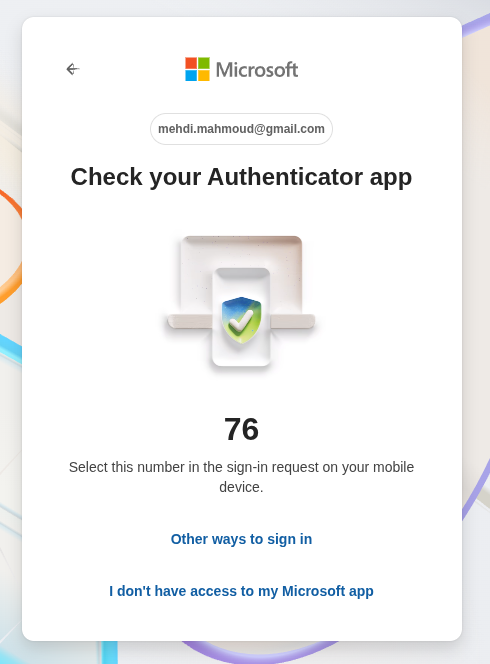 Microsoft
mehdi.mahmoud@gmail.com
Check your Authenticator app
76
Select this number in the sign-in request on your mobile
device.
Other ways to sign in
I don't have access to my Microsoft app